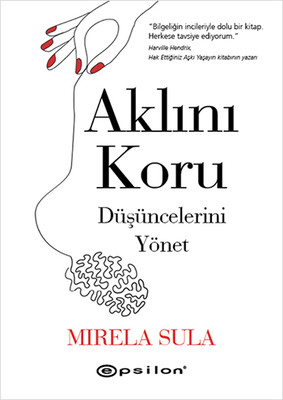 “Bilgeliğin incileriyle dolu bir kitap.
Herkese tavsiye ediyorum.”
Harville Hendrix,
Hak Ettiğiniz Aşkı Yaşayın kitabının yazarı
Aklını
Koru
Düşüncelerini
Yönet
MIRELA SULA
epsilon®